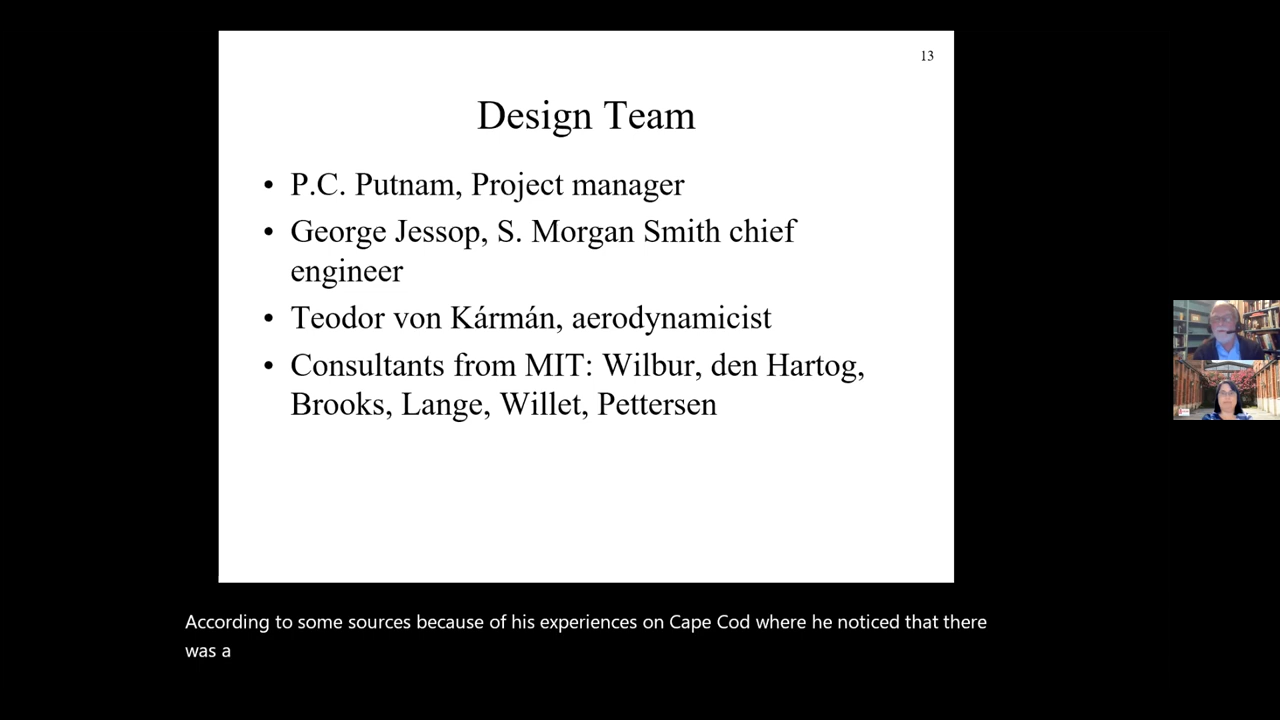 13
Design Team
• P.C. Putnam, Project manager
• George Jessop, S. Morgan Smith chief
engineer
• Teodor von Kármán, aerodynamicist
• Consultants from MIT: Wilbur, den Hartog,
Brooks, Lange, Willet, Pettersen
According to some sources because of his experiences on Cape Cod where he noticed that there
was a